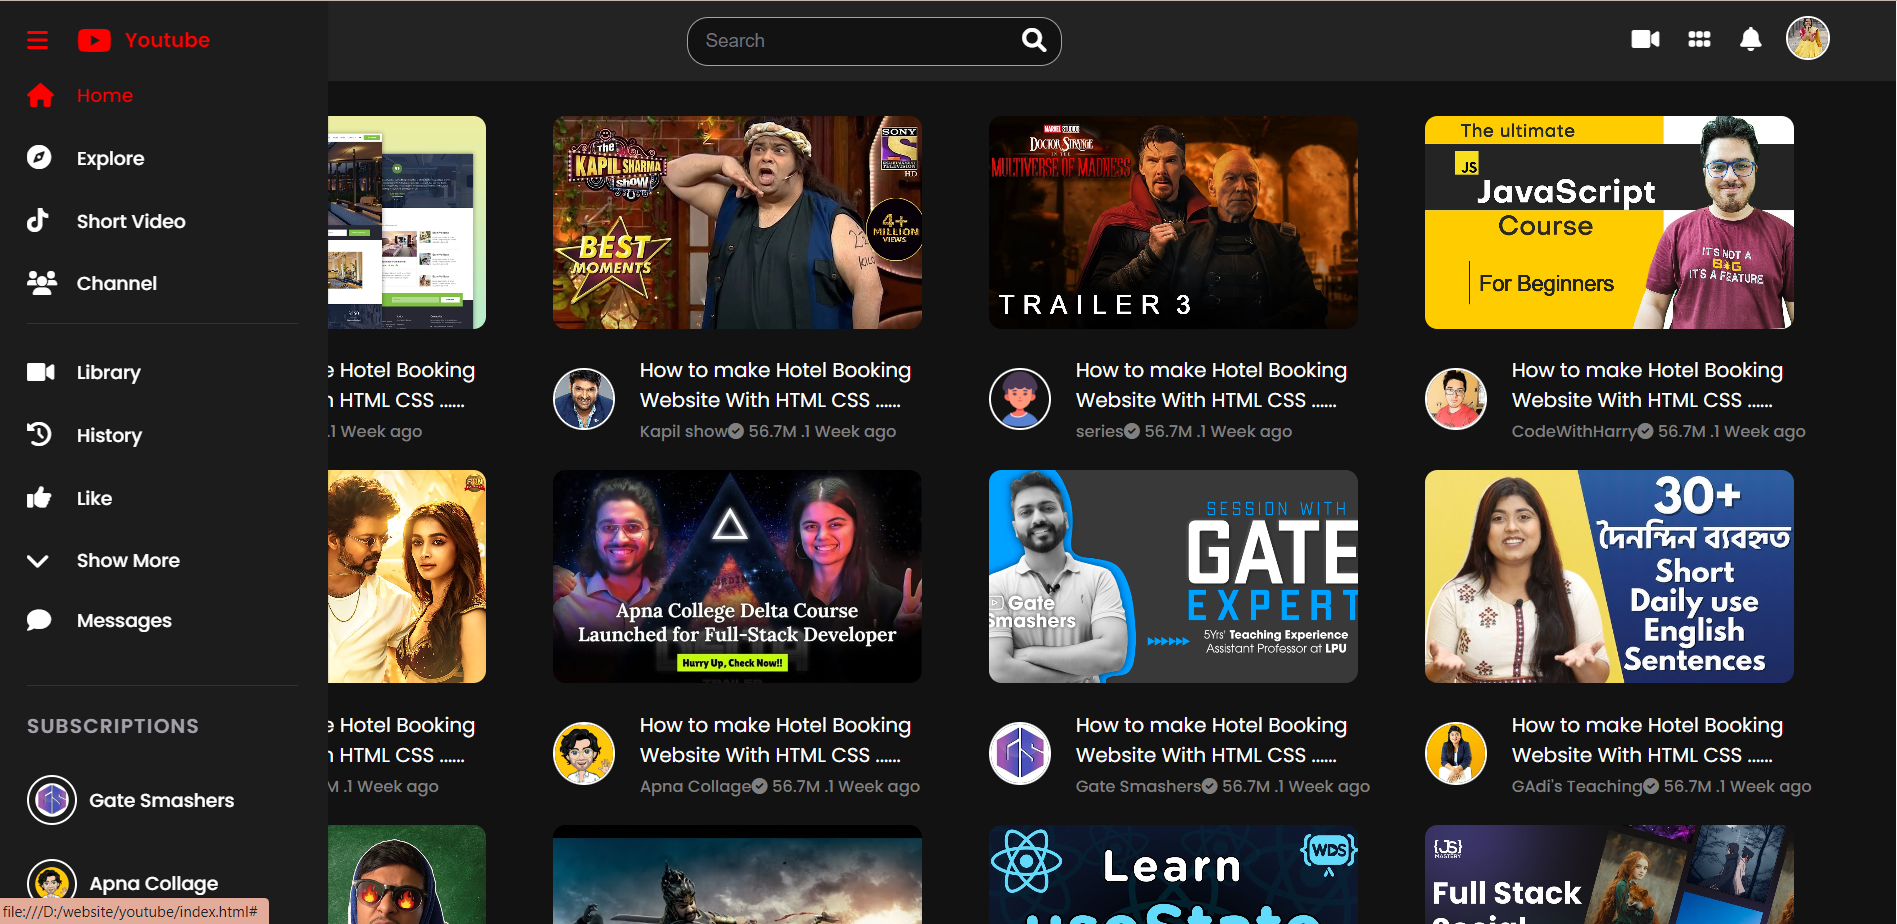 Youtube
Search
Home
Explore
Short Video
Channel
Library
History
Like
Show More
Messages
SUBSCRIPTIONS
Gate Smashers
Apna Collage
The
KAPIL SHARMA
Show
SONY
HD
4+
MILLION
VIEWS
BEST
MOMENTS
MARVEL STUDIOS
DOCTOR STRANGE
IN THE
MULTIVERSE OF MADNESS
TRAILER 3
The ultimate
JS
JavaScript
Course
For Beginners
IT'S NOT A
BUG
IT'S A FEATURE
e Hotel Booking
n HTML CSS ......
.1 Week ago
How to make Hotel Booking
Website With HTML CSS ......
Kapil show 56.7M .1 Week ago
How to make Hotel Booking
Website With HTML CSS ......
series 56.7M .1 Week ago
How to make Hotel Booking
Website With HTML CSS ......
CodeWithHarry 56.7M .1 Week ago
Apna College Delta Course
Launched for Full-Stack Developer
Hurry Up, Check Now!!
SESSION WITH
GATE
EXPERT
Gate
Smashers
5Yrs' Teaching Experience
Assistant Professor at LPU
30+
দৈনন্দিন ব্যবহৃত
Short
Daily use
English
Sentences
e Hotel Booking
n HTML CSS ......
M .1 Week ago
How to make Hotel Booking
Website With HTML CSS ......
Apna Collage 56.7M .1 Week ago
How to make Hotel Booking
Website With HTML CSS ......
Gate Smashers 56.7M .1 Week ago
How to make Hotel Booking
Website With HTML CSS ......
GAdi's Teaching 56.7M .1 Week ago
Learn
WDS
useState
{JS}
MASTERY
Full Stack
Social
file:///D:/website/youtube/index.html#